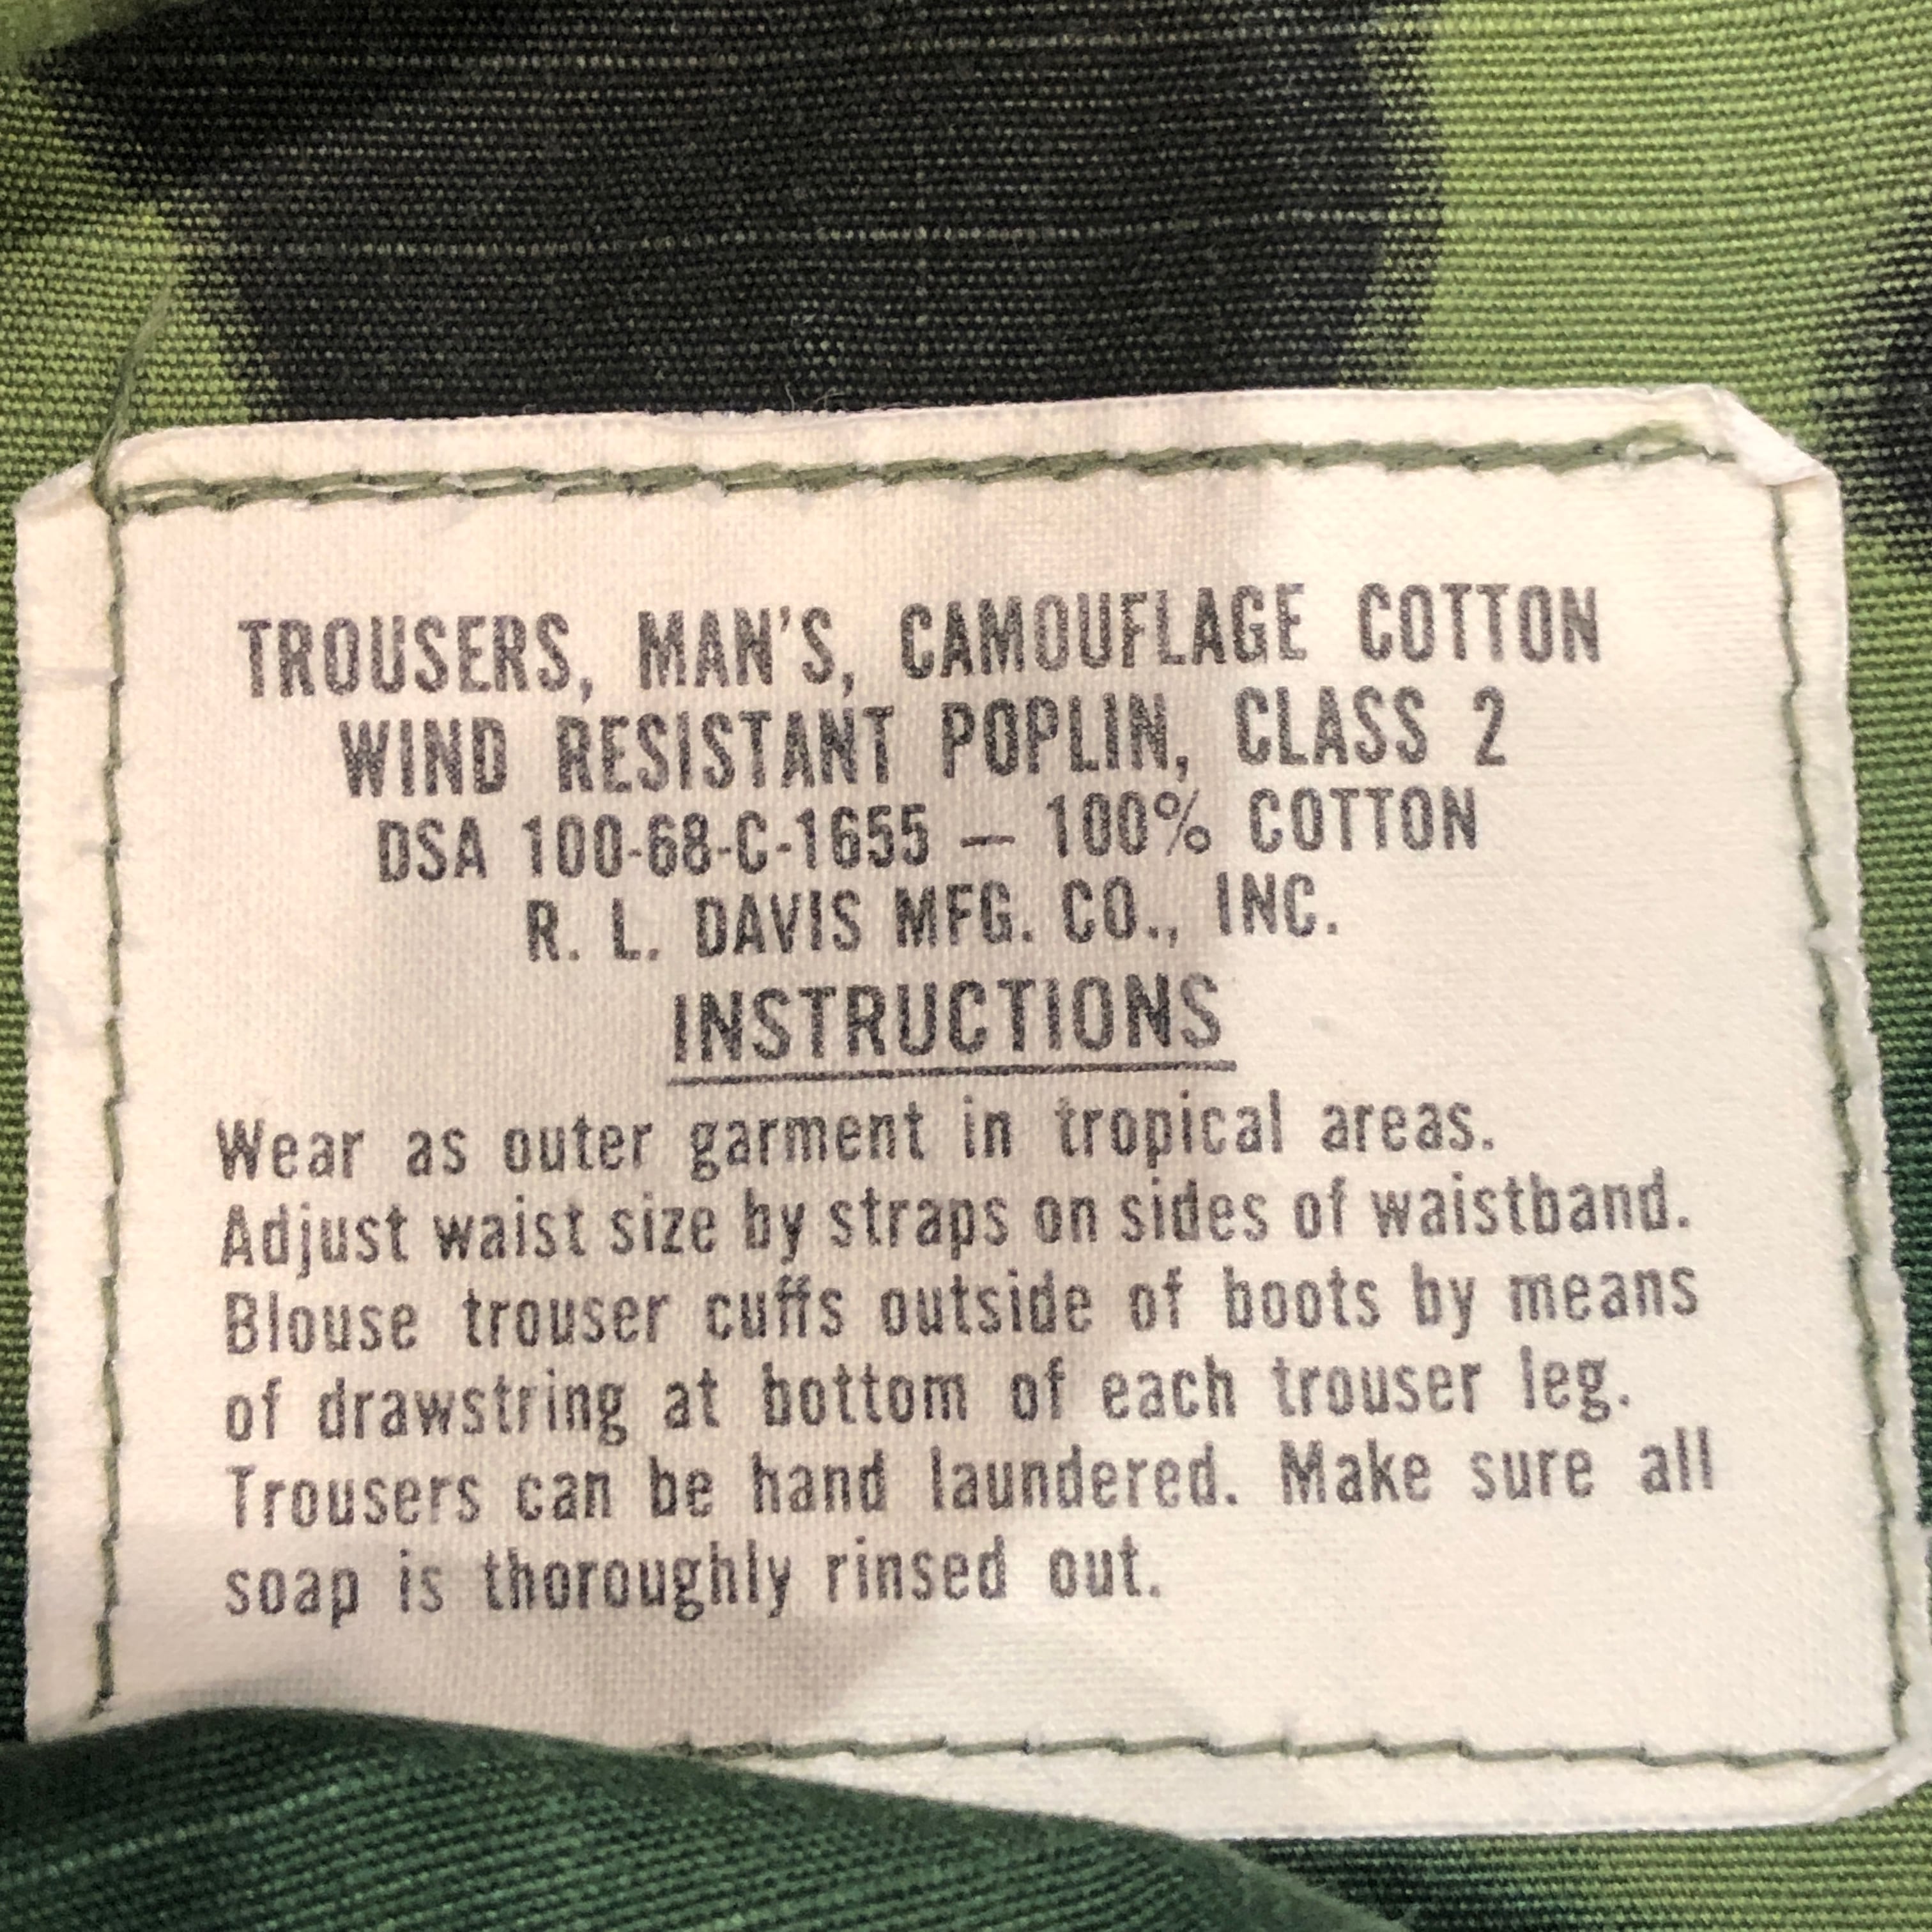 TROUSERS, MAN'S, CAMOUFLAGE COTTON
WIND RESISTANT POPLIN, CLASS 2
DSA 100-68-C-1655 — 100% COTTON
R. L. DAVIS MFG. CO., INC.
INSTRUCTIONS
Wear as outer garment in tropical areas.
Adjust waist size by straps on sides of waistband.
Blouse trouser cuffs outside of boots by means
of drawstring at bottom of each trouser leg.
Trousers can be hand laundered. Make sure all
soap is thoroughly rinsed out.